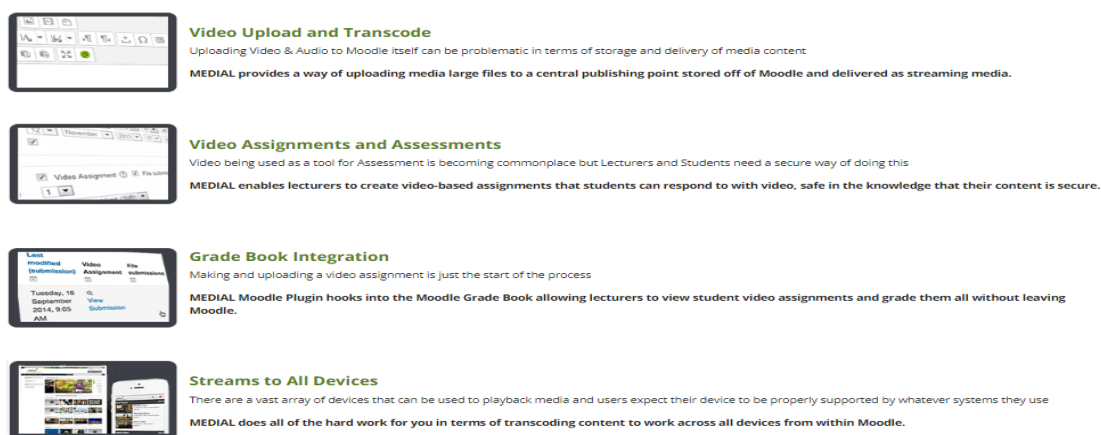 Video Upload and Transcode
Uploading Video & Audio to Moodle itself can be problematic in terms of storage and delivery of media content
MEDIAL provides a way of uploading media large files to a central publishing point stored off of Moodle and delivered as streaming media.
12 November 2013
Video Assignment File subm
1
Video Assignments and Assessments
Video being used as a tool for Assessment is becoming commonplace but Lecturers and Students need a secure way of doing this
MEDIAL enables lecturers to create video-based assignments that students can respond to with video, safe in the knowledge that their content is secure.
Last modified (submission)
Video Assignment
File submissions
Tuesday, 16 September 2014, 9:05 AM
View Submission
Grade Book Integration
Making and uploading a video assignment is just the start of the process
MEDIAL Moodle Plugin hooks into the Moodle Grade Book allowing lecturers to view student video assignments and grade them all without leaving
Moodle.
Streams to All Devices
There are a vast array of devices that can be used to playback media and users expect their device to be properly supported by whatever systems they use
MEDIAL does all of the hard work for you in terms of transcoding content to work across all devices from within Moodle.